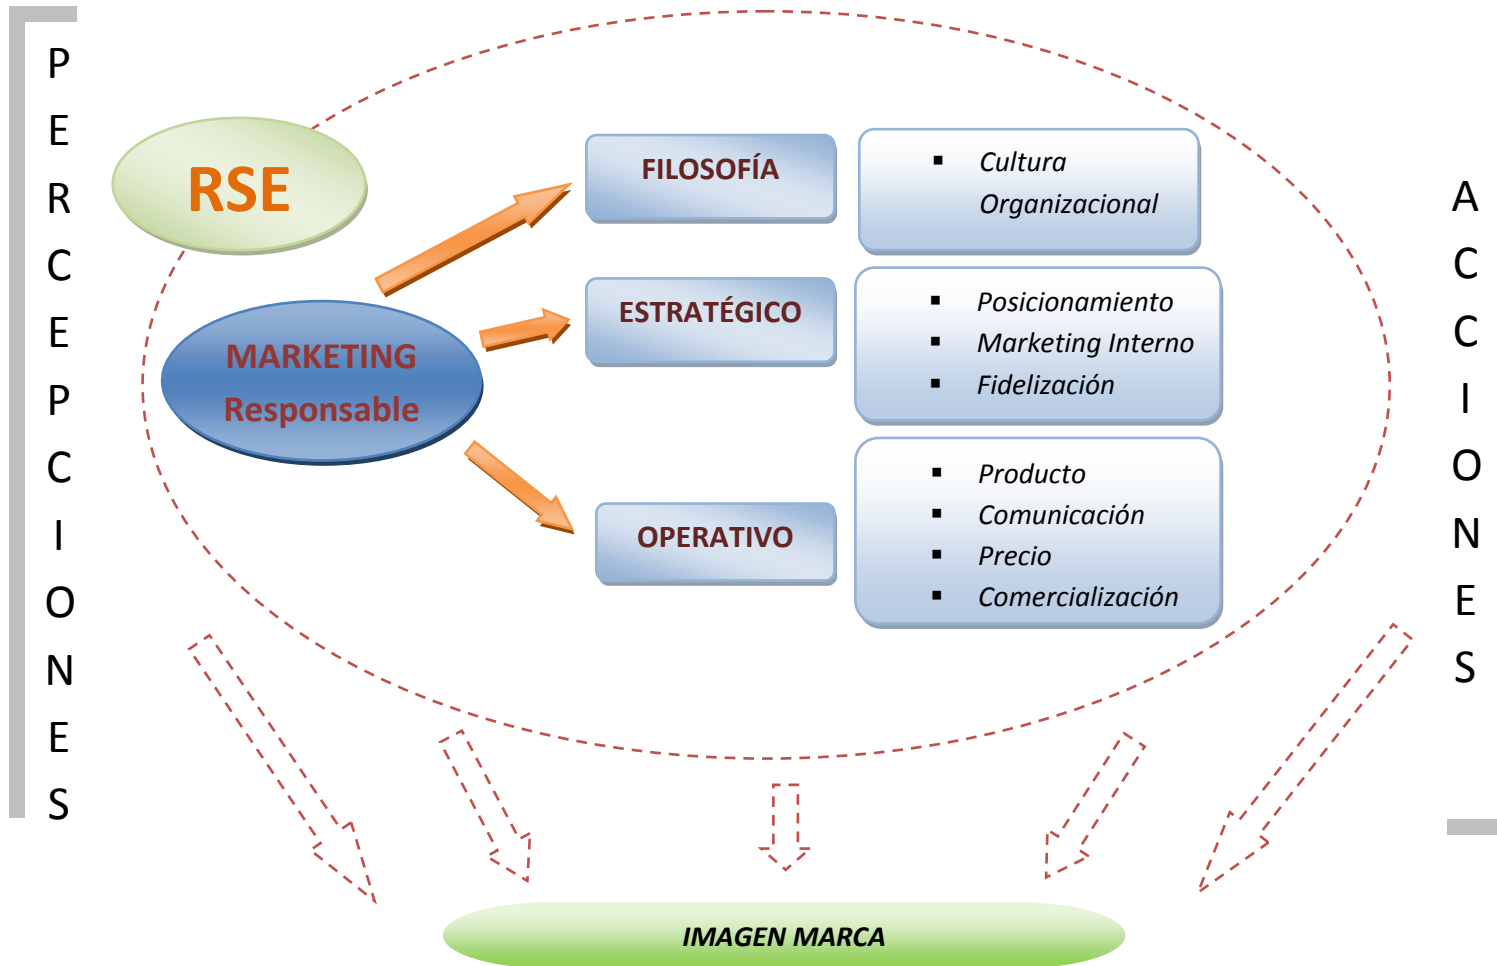 PERCEPCIONES
RSE
MARKETING
Responsable
FILOSOFÍA
▪ Cultura
Organizacional
ESTRATÉGICO
▪ Posicionamiento
▪ Marketing Interno
▪ Fidelización
OPERATIVO
▪ Producto
▪ Comunicación
▪ Precio
▪ Comercialización
ACCIONES
IMAGEN MARCA